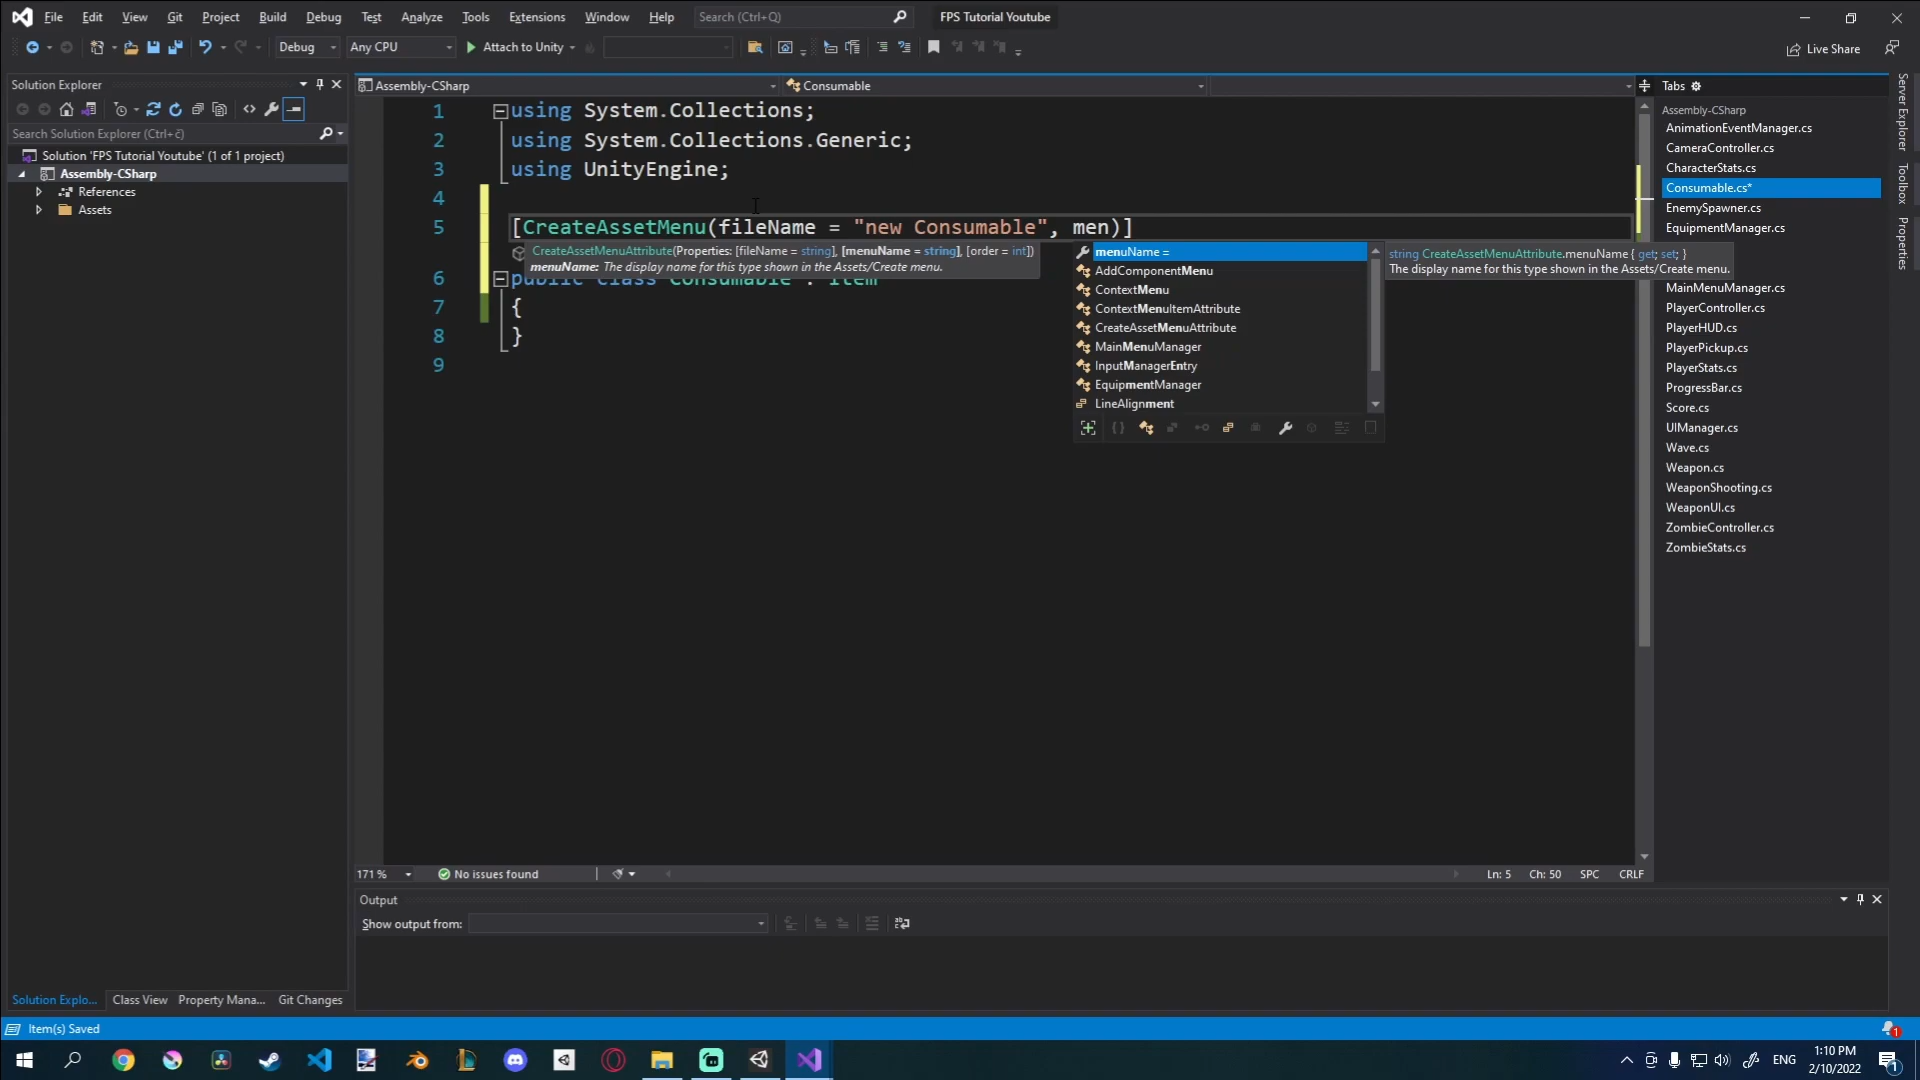 File Edit View Git Project Build Debug Test Analyze Tools Extensions Window Help Search (Ctrl+Q) FPS Tutorial Youtube
Debug Any CPU Attach to Unity Live Share
Solution Explorer
Search Solution Explorer (Ctrl+č)
Solution 'FPS Tutorial Youtube' (1 of 1 project)
Assembly-CSharp
References
Assets
Solution Explo... Class View Property Mana... Git Changes
Assembly-CSharp Consumable
1 using System.Collections;
2 using System.Collections.Generic;
3 using UnityEngine;
4
5 [CreateAssetMenu(fileName = "new Consumable", men)]
CreateAssetMenuAttribute(Properties: [fileName = string], [menuName = string], [order = int])
menuName: The display name for this type shown in the Assets/Create menu.
6 public class Consumable : Item
7 {
8 }
9
menuName =
AddComponentMenu
ContextMenu
ContextMenuItemAttribute
CreateAssetMenuAttribute
MainMenuManager
InputManagerEntry
EquipmentManager
LineAlignment
string CreateAssetMenuAttribute.menuName { get; set; }
The display name for this type shown in the Assets/Create menu.
171 % No issues found Ln: 5 Ch: 50 SPC CRLF
Output
Show output from:
Tabs
Assembly-CSharp
AnimationEventManager.cs
CameraController.cs
CharacterStats.cs
Consumable.cs*
EnemySpawner.cs
EquipmentManager.cs
MainMenuManager.cs
PlayerController.cs
PlayerHUD.cs
PlayerPickup.cs
PlayerStats.cs
ProgressBar.cs
Score.cs
UIManager.cs
Wave.cs
Weapon.cs
WeaponShooting.cs
WeaponUI.cs
ZombieController.cs
ZombieStats.cs
Server Explorer
Toolbox
Properties
Item(s) Saved 1
ENG
1:10 PM
2/10/2022
1